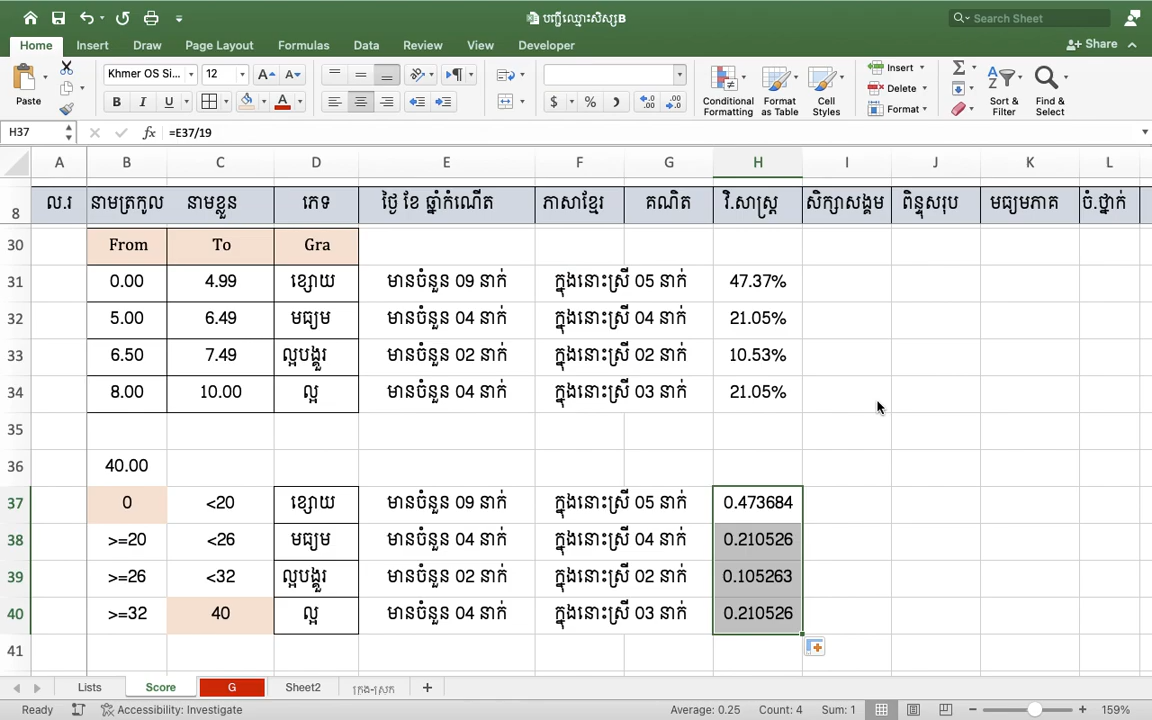 បញ្ជីឈ្មោះសិស្សB
Search Sheet
Home Insert Draw Page Layout Formulas Data Review View Developer
Share
Paste
Khmer OS Si... 12
B I U A
$ %
Conditional Formatting
Format as Table
Cell Styles
Insert
Delete
Format
Sort & Filter
Find & Select
H37 fx =E37/19
A B C D E F G H I J K L
8 ល.រ នាមត្រកូល នាមខ្លួន ភេទ ថ្ងៃ ខែ ឆ្នាំកំណើត ភាសាខ្មែរ គណិត វិ.សាស្ត្រ សិក្សាសង្គម ពិន្ទុសរុប មធ្យមភាគ ចំ.ថ្នាក់
30 From To Gra
31 0.00 4.99 ខ្សោយ មានចំនួន 09 នាក់ ក្នុងនោះស្រី 05 នាក់ 47.37%
32 5.00 6.49 មធ្យម មានចំនួន 04 នាក់ ក្នុងនោះស្រី 04 នាក់ 21.05%
33 6.50 7.49 ល្អបង្គួរ មានចំនួន 02 នាក់ ក្នុងនោះស្រី 02 នាក់ 10.53%
34 8.00 10.00 ល្អ មានចំនួន 04 នាក់ ក្នុងនោះស្រី 03 នាក់ 21.05%
35
36 40.00
37 0 <20 ខ្សោយ មានចំនួន 09 នាក់ ក្នុងនោះស្រី 05 នាក់ 0.473684
38 >=20 <26 មធ្យម មានចំនួន 04 នាក់ ក្នុងនោះស្រី 04 នាក់ 0.210526
39 >=26 <32 ល្អបង្គួរ មានចំនួន 02 នាក់ ក្នុងនោះស្រី 02 នាក់ 0.105263
40 >=32 40 ល្អ មានចំនួន 04 នាក់ ក្នុងនោះស្រី 03 នាក់ 0.210526
41
Lists Score G Sheet2
Ready Accessibility: Investigate Average: 0.25 Count: 4 Sum: 1 159%